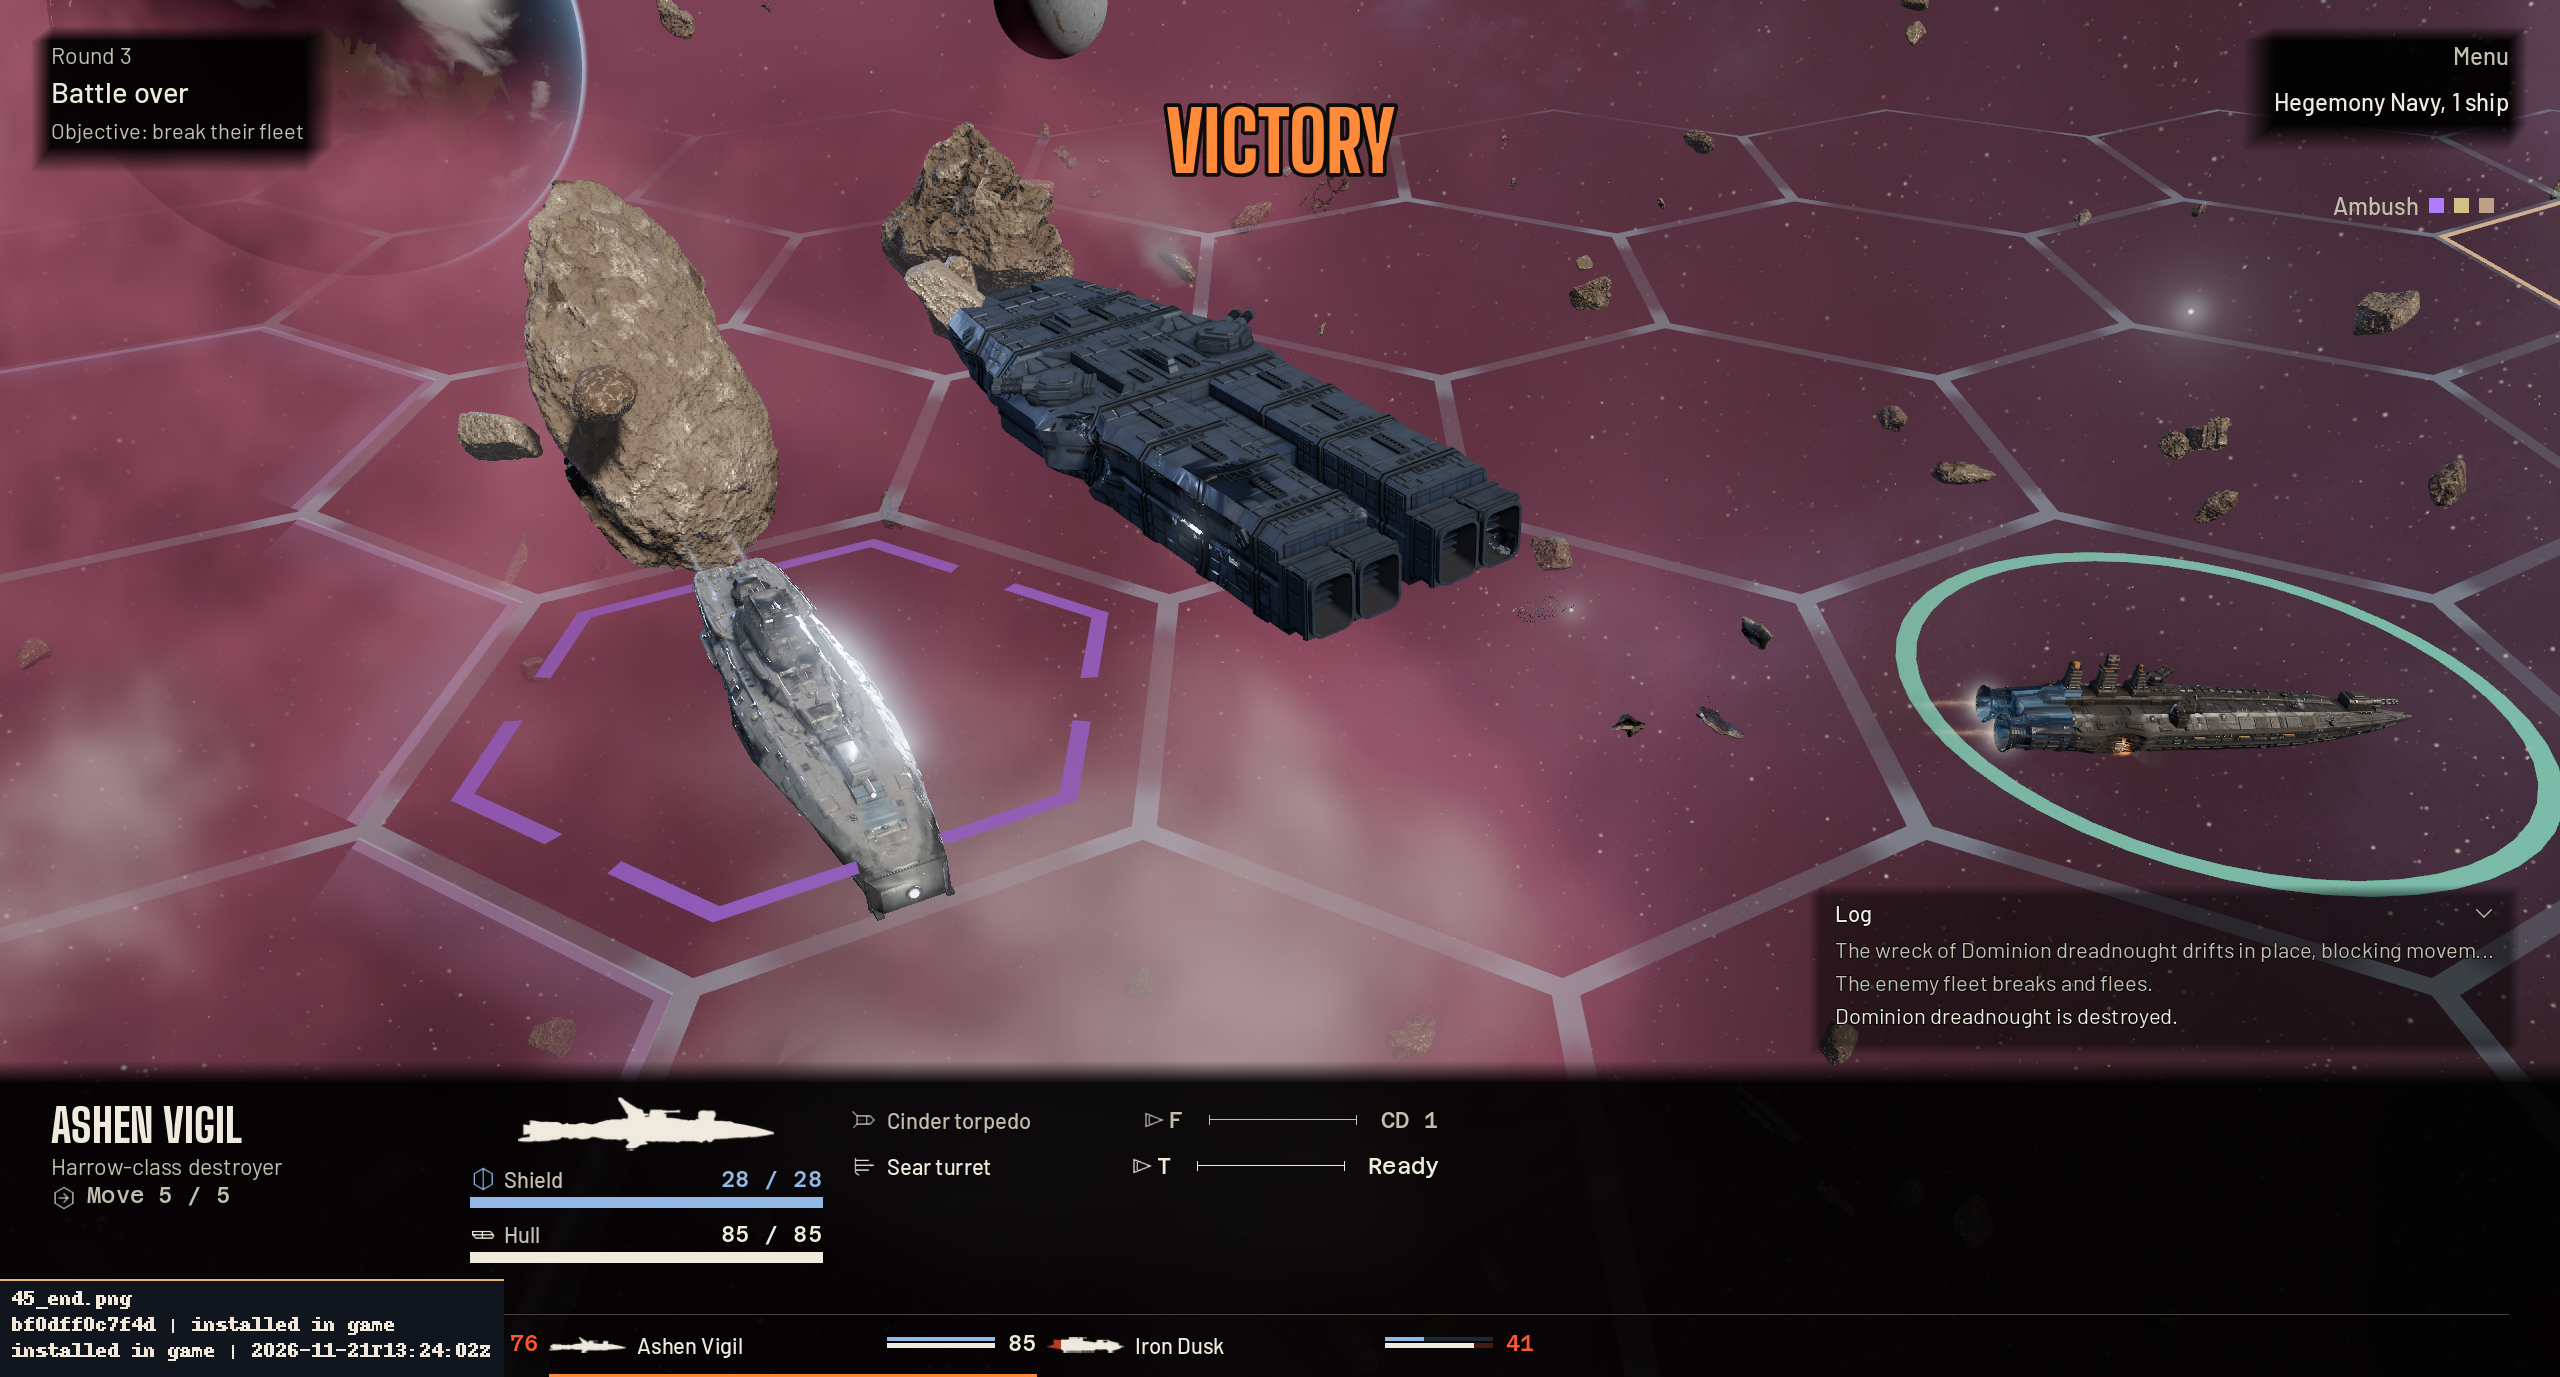 Round 3
Battle over
Objective: break their fleet
Menu
Hegemony Navy, 1 ship
VICTORY
Ambush
Log
The wreck of Dominion dreadnought drifts in place, blocking movem...
The enemy fleet breaks and flees.
Dominion dreadnought is destroyed.
ASHEN VIGIL
Harrow-class destroyer
Move 5 / 5
Shield 28 / 28
Hull 85 / 85
Cinder torpedo F CD 1
Sear turret T Ready
45_end.png
bf0dff0c7f4d | installed in game
installed in game | 2026-11-21r13:24:02z
76 Ashen Vigil 85 Iron Dusk 41